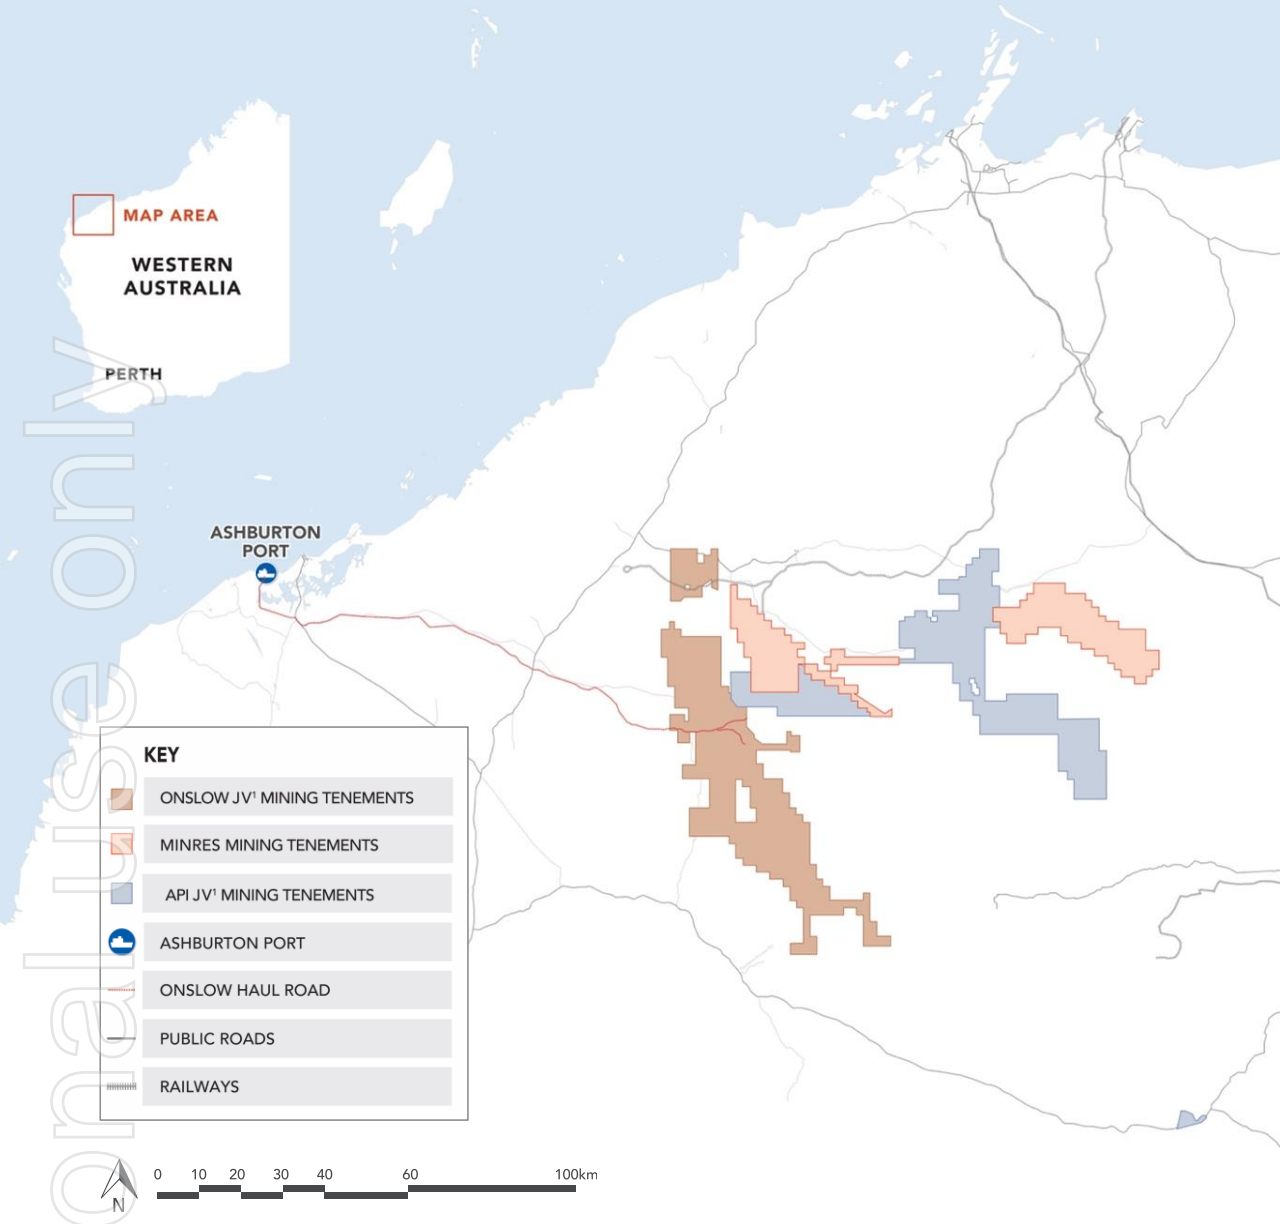 MAP AREA
WESTERN
AUSTRALIA
PERTH
ASHBURTON
PORT
KEY
ONSLOW JV¹ MINING TENEMENTS
MINRES MINING TENEMENTS
API JV¹ MINING TENEMENTS
ASHBURTON PORT
ONSLOW HAUL ROAD
PUBLIC ROADS
RAILWAYS
N
0 10 20 30 40 60 100km
onal use only